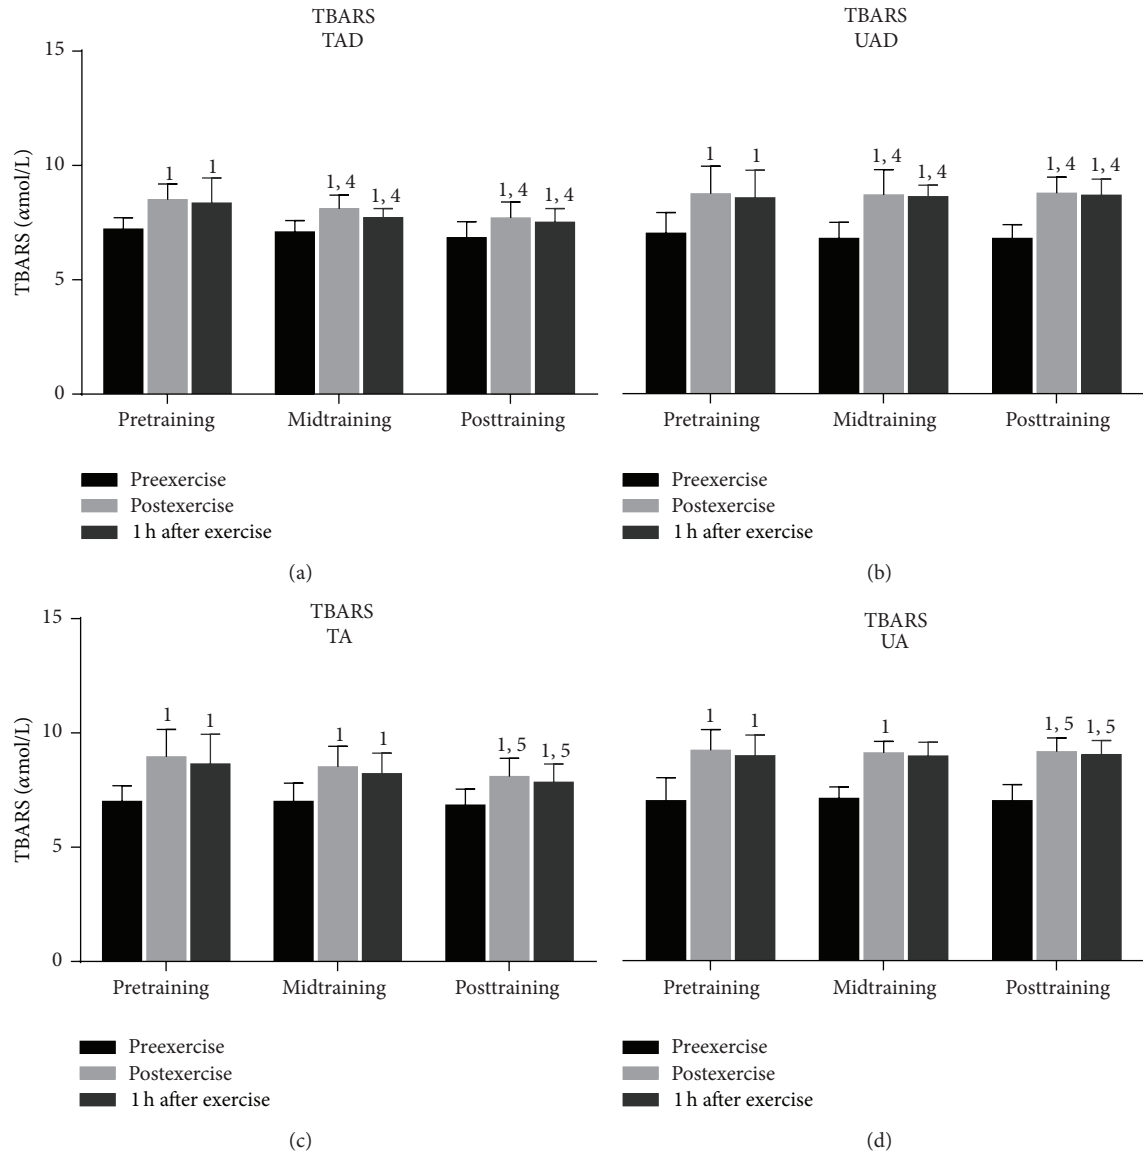 TBARS
TAD
15
10
5
0
TBARS (αmol/L)
1
1
1, 4
1, 4
1, 4
1, 4
Pretraining
Midtraining
Posttraining
Preexercise
Postexercise
1 h after exercise
(a)
TBARS
UAD
1
1
1, 4
1, 4
1, 4
1, 4
Pretraining
Midtraining
Posttraining
Preexercise
Postexercise
1 h after exercise
(b)
TBARS
TA
15
10
5
0
TBARS (αmol/L)
1
1
1
1
1, 5
1, 5
Pretraining
Midtraining
Posttraining
Preexercise
Postexercise
1 h after exercise
(c)
TBARS
UA
1
1
1
1, 5
1, 5
Pretraining
Midtraining
Posttraining
Preexercise
Postexercise
1 h after exercise
(d)